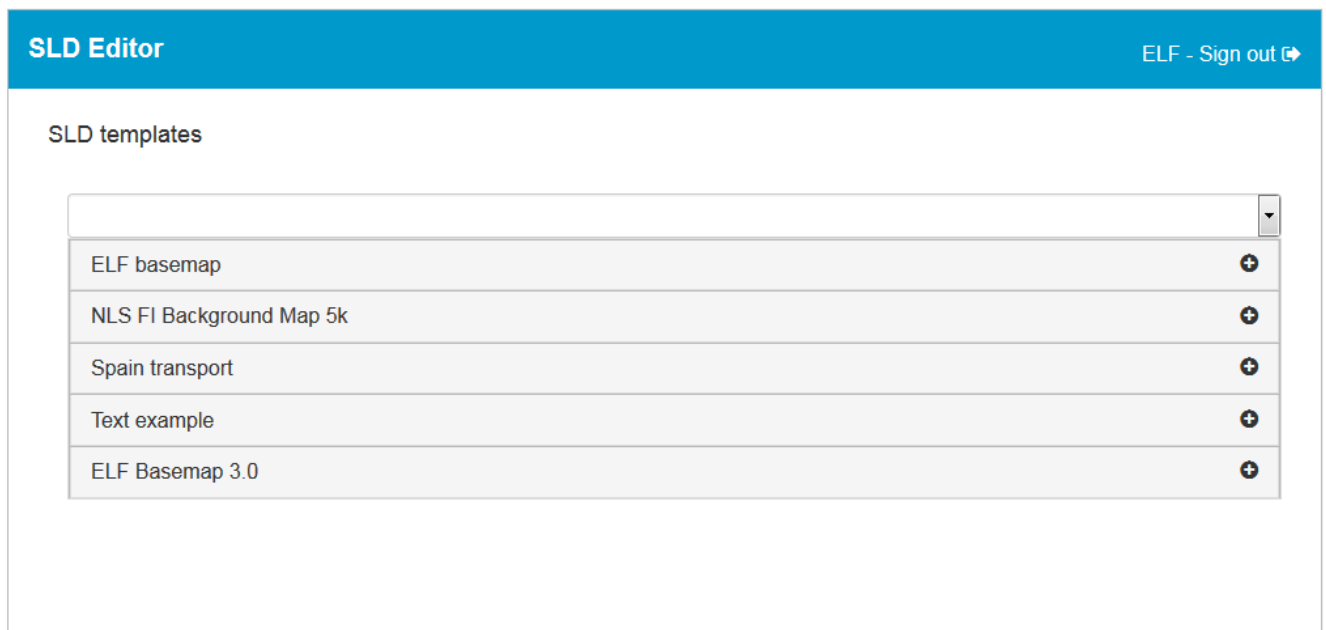 SLD Editor
ELF - Sign out
SLD templates
ELF basemap
NLS FI Background Map 5k
Spain transport
Text example
ELF Basemap 3.0